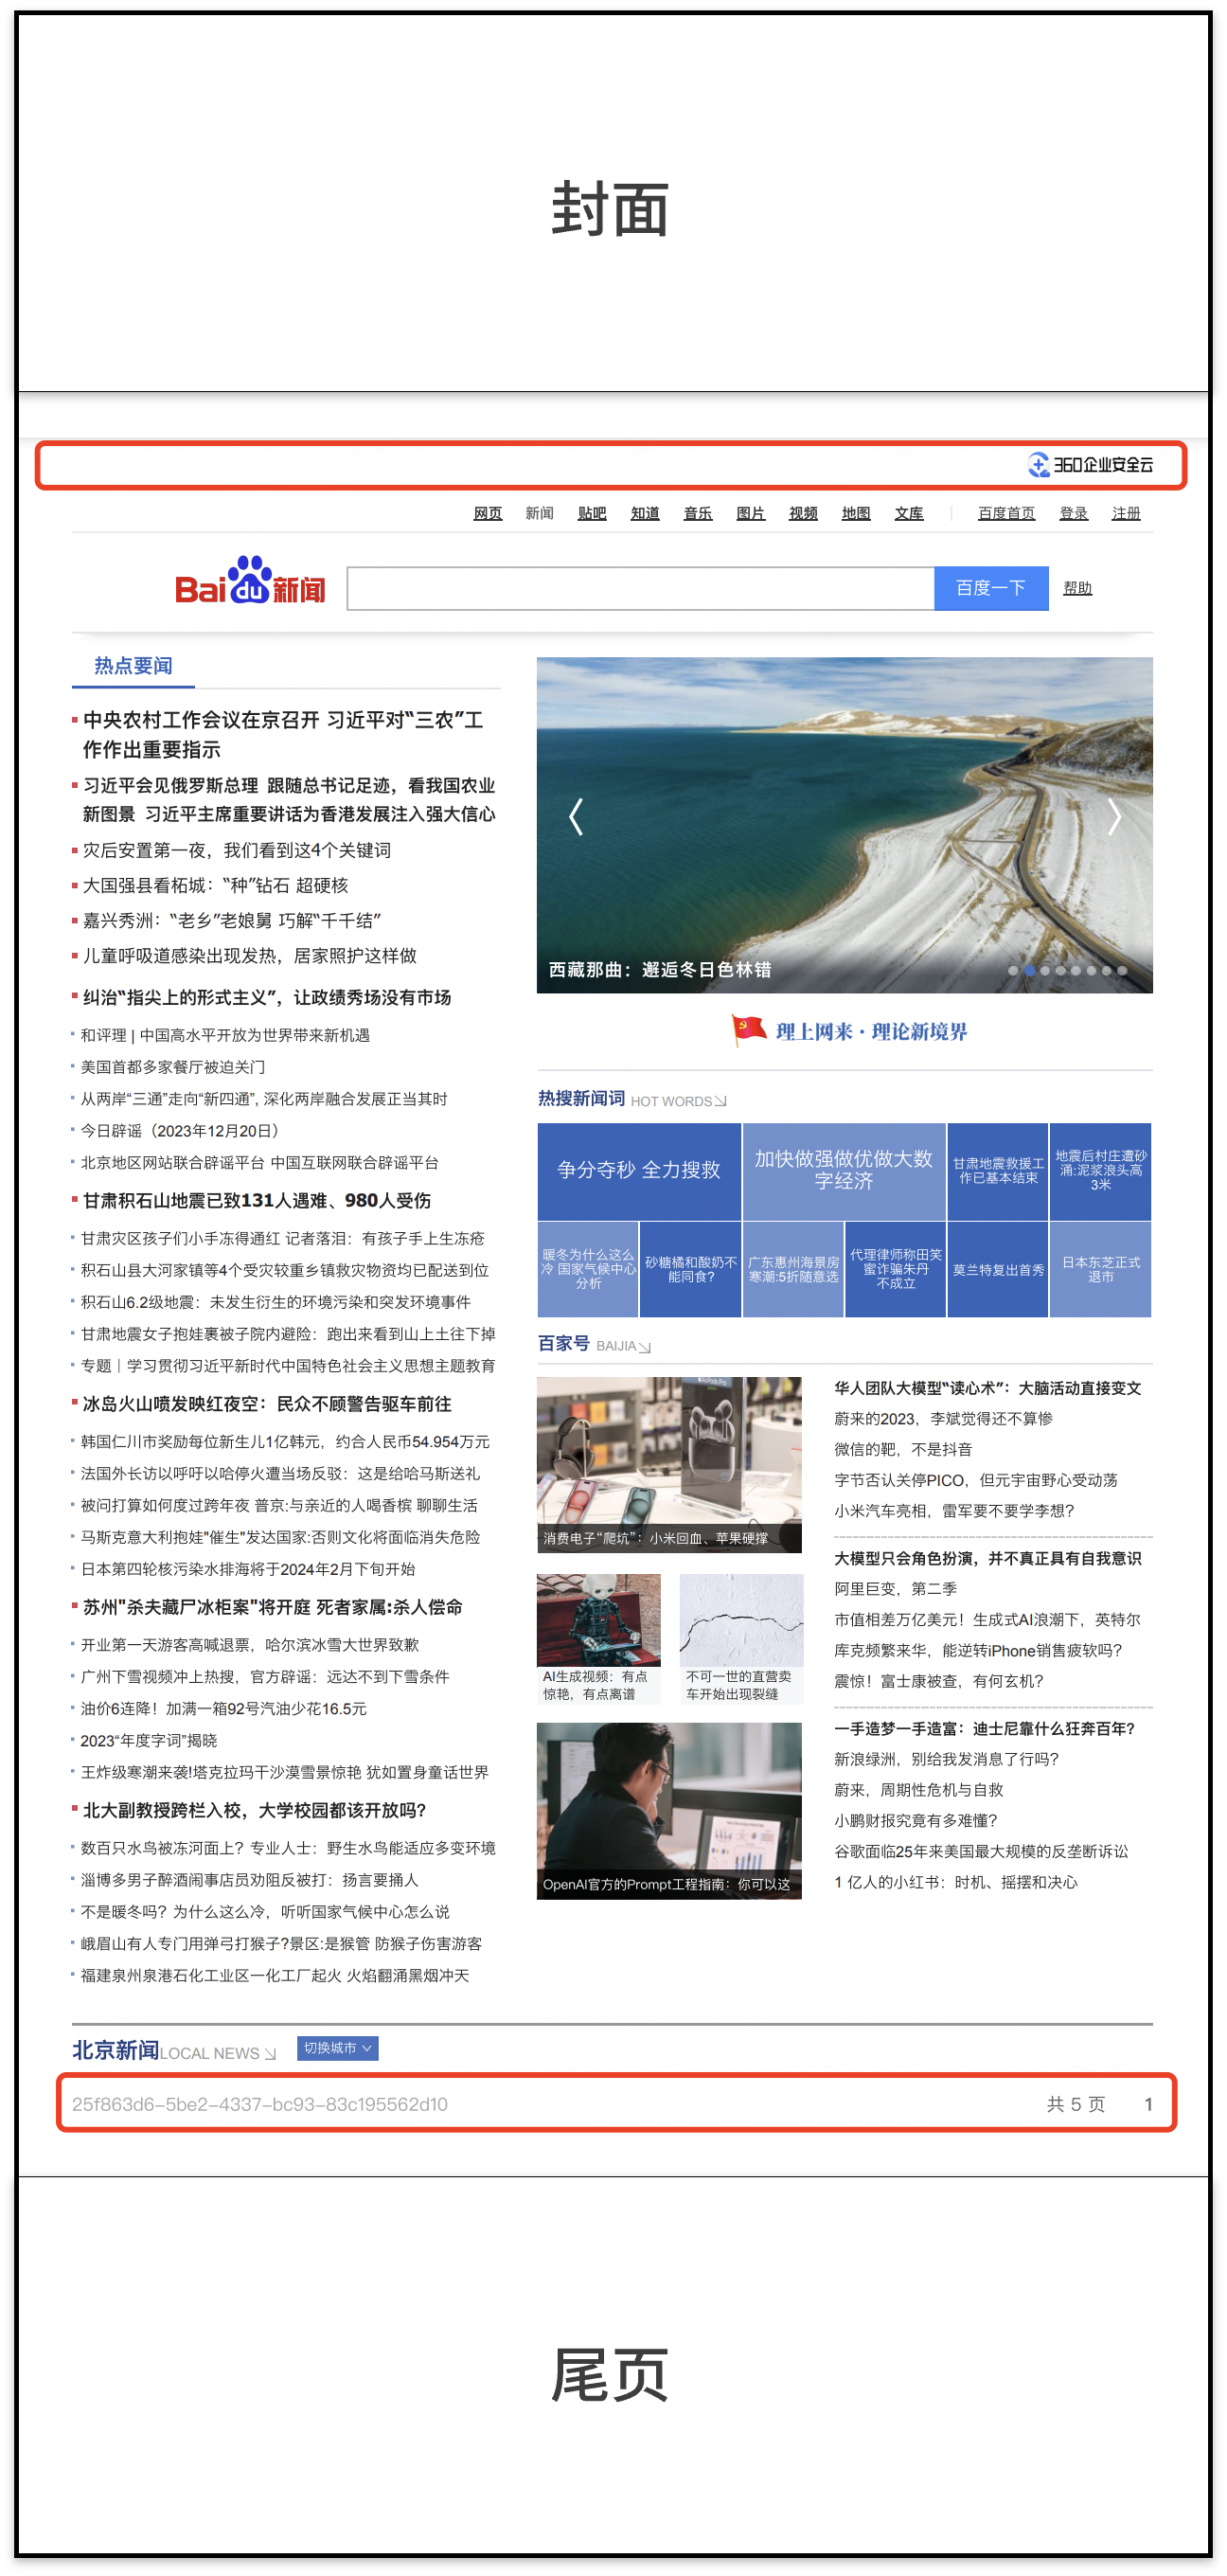 封面
360企业安全云
网页 新闻 贴吧 知道 音乐 图片 视频 地图 文库 | 百度首页 登录 注册
Bai du 新闻 百度一下 帮助
热点要闻
中央农村工作会议在京召开 习近平对“三农”工
作作出重要指示
习近平会见俄罗斯总理 跟随总书记足迹，看我国农业
新图景 习近平主席重要讲话为香港发展注入强大信心
灾后安置第一夜，我们看到这4个关键词
大国强县看柘城：“种”钻石 超硬核
嘉兴秀洲：“老乡”老娘舅 巧解“千千结”
儿童呼吸道感染出现发热，居家照护这样做
纠治“指尖上的形式主义”，让政绩秀场没有市场
和评理 | 中国高水平开放为世界带来新机遇
美国首都多家餐厅被迫关门
从两岸“三通”走向“新四通”, 深化两岸融合发展正当其时
今日辟谣（2023年12月20日）
北京地区网站联合辟谣平台 中国互联网联合辟谣平台
甘肃积石山地震已致131人遇难、980人受伤
甘肃灾区孩子们小手冻得通红 记者落泪：有孩子手上生冻疮
积石山县大河家镇等4个受灾较重乡镇救灾物资均已配送到位
积石山6.2级地震：未发生衍生的环境污染和突发环境事件
甘肃地震女子抱娃裹被子院内避险：跑出来看到山上土往下掉
专题｜学习贯彻习近平新时代中国特色社会主义思想主题教育
冰岛火山喷发映红夜空：民众不顾警告驱车前往
韩国仁川市奖励每位新生儿1亿韩元，约合人民币54.954万元
法国外长访以呼吁以哈停火遭当场反驳：这是给哈马斯送礼
被问打算如何度过跨年夜 普京:与亲近的人喝香槟 聊聊生活
马斯克意大利抱娃"催生"发达国家:否则文化将面临消失危险
日本第四轮核污染水排海将于2024年2月下旬开始
苏州"杀夫藏尸冰柜案"将开庭 死者家属:杀人偿命
开业第一天游客高喊退票，哈尔滨冰雪大世界致歉
广州下雪视频冲上热搜，官方辟谣：远达不到下雪条件
油价6连降！加满一箱92号汽油少花16.5元
2023“年度字词”揭晓
王炸级寒潮来袭!塔克拉玛干沙漠雪景惊艳 犹如置身童话世界
北大副教授跨栏入校，大学校园都该开放吗？
数百只水鸟被冻河面上？专业人士：野生水鸟能适应多变环境
淄博多男子醉酒闹事店员劝阻反被打：扬言要捅人
不是暖冬吗？为什么这么冷，听听国家气候中心怎么说
峨眉山有人专门用弹弓打猴子?景区:是猴管 防猴子伤害游客
福建泉州泉港石化工业区一化工厂起火 火焰翻涌黑烟冲天
西藏那曲：邂逅冬日色林错
理上网来·理论新境界
热搜新闻词 HOT WORDS
争分夺秒 全力搜救
加快做强做优做大数
字经济
甘肃地震救援工
作已基本结束
地震后村庄遭砂
涌:泥浆浪头高
3米
暖冬为什么这么
冷 国家气候中心
分析
砂糖橘和酸奶不
能同食?
广东惠州海景房
寒潮:5折随意选
代理律师称田笑
蜜诈骗朱丹
不成立
莫兰特复出首秀
日本东芝正式
退市
百家号 BAIJIA
消费电子“爬坑”：小米回血、苹果硬撑
AI生成视频：有点
惊艳，有点离谱
不可一世的直营卖
车开始出现裂缝
OpenAI官方的Prompt工程指南：你可以这
华人团队大模型“读心术”：大脑活动直接变文
蔚来的2023，李斌觉得还不算惨
微信的靶，不是抖音
字节否认关停PICO，但元宇宙野心受动荡
小米汽车亮相，雷军要不要学李想？
大模型只会角色扮演，并不真正具有自我意识
阿里巨变，第二季
市值相差万亿美元！生成式AI浪潮下，英特尔
库克频繁来华，能逆转iPhone销售疲软吗？
震惊！富士康被查，有何玄机？
一手造梦一手造富：迪士尼靠什么狂奔百年？
新浪绿洲，别给我发消息了行吗？
蔚来，周期性危机与自救
小鹏财报究竟有多难懂？
谷歌面临25年来美国最大规模的反垄断诉讼
1 亿人的小红书：时机、摇摆和决心
北京新闻 LOCAL NEWS 切换城市
25f863d6-5be2-4337-bc93-83c195562d10 共 5 页 1
尾页